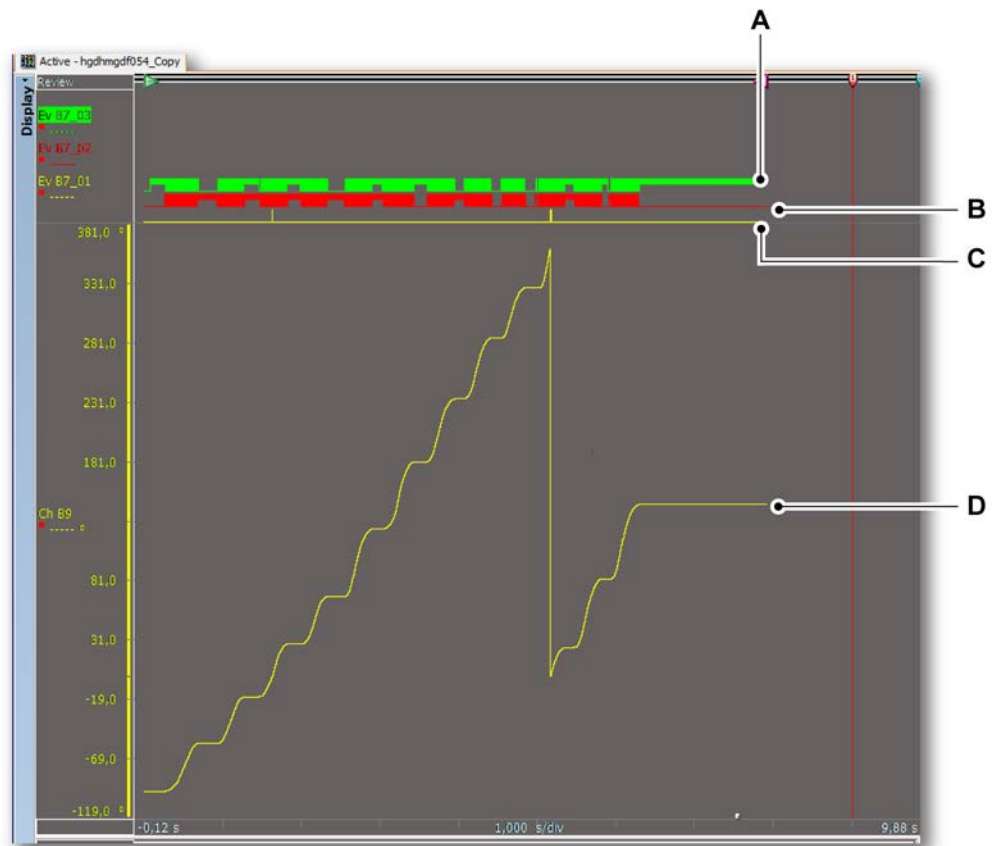 A
Active - hgdhmgdf054_Copy
Display
Review
Ev B7_03
Ev B7_02
Ev B7_01
B
C
381,0 °
331,0
281,0
231,0
181,0
Ch B9
D
81,0
31,0
-19,0
-69,0
-119,0 °
-0,12 s
1,000 s/div
9,88 s